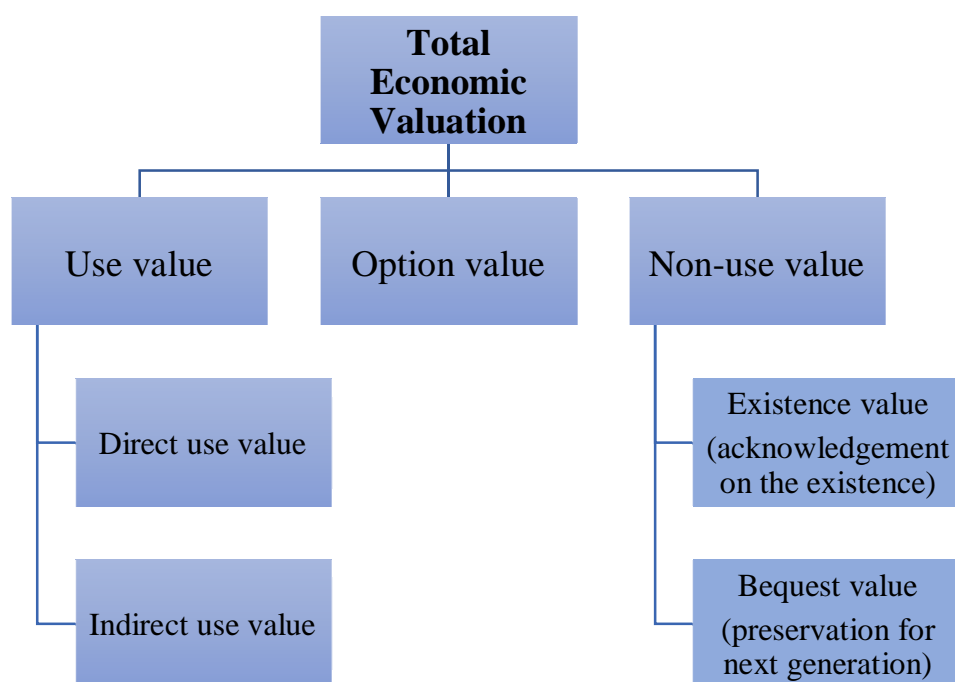 Total
Economic
Valuation
Use value
Option value
Non-use value
Direct use value
Indirect use value
Existence value
(acknowledgement
on the existence)
Bequest value
(preservation for
next generation)